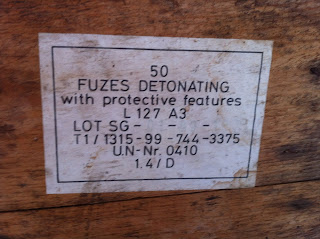 50
FUZES DETONATING
with protective features
L 127 A3
LOT SG - - - -
T1 / 1315-99-744-3375
U.N-Nr. 0410
1.4/D